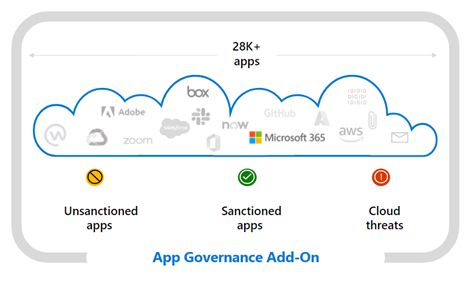 28K+
apps
box
Adobe
GitHub
salesforce
now
zoom
Microsoft 365
aws
Unsanctioned
apps
Sanctioned
apps
Cloud
threats
App Governance Add-On